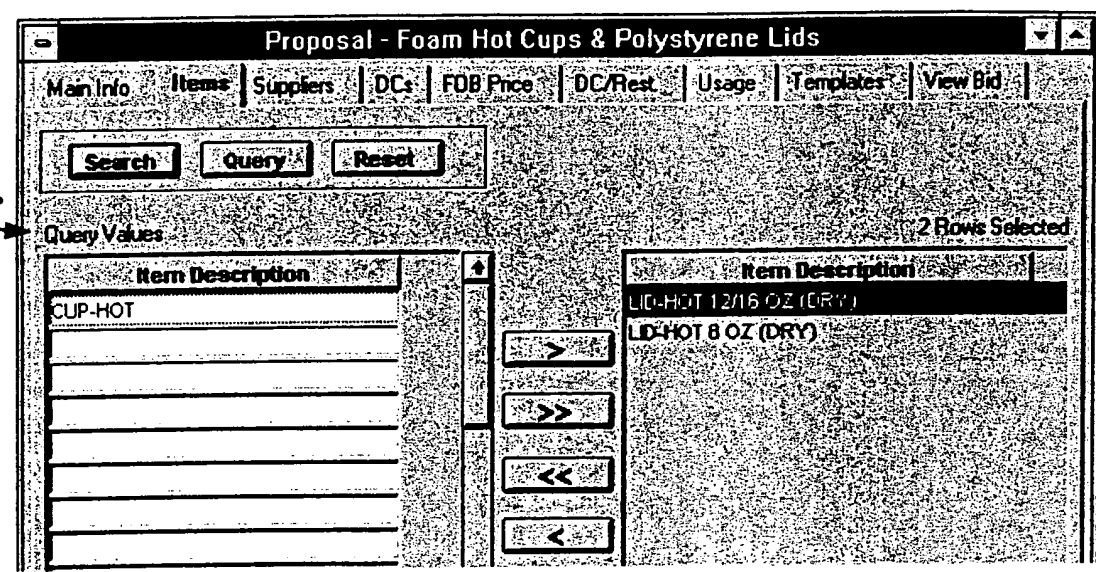 Proposal - Foam Hot Cups & Polystyrene Lids
Main Info Items Suppliers DCs FOB Price DC/Rest. Usage Templates View Bid
Search Query Reset
Query Values 2 Rows Selected
Item Description Item Description
CUP-HOT LID-HOT 12/16 OZ (DRY)
LID-HOT 8 OZ (DRY)
>
>>
<<
<